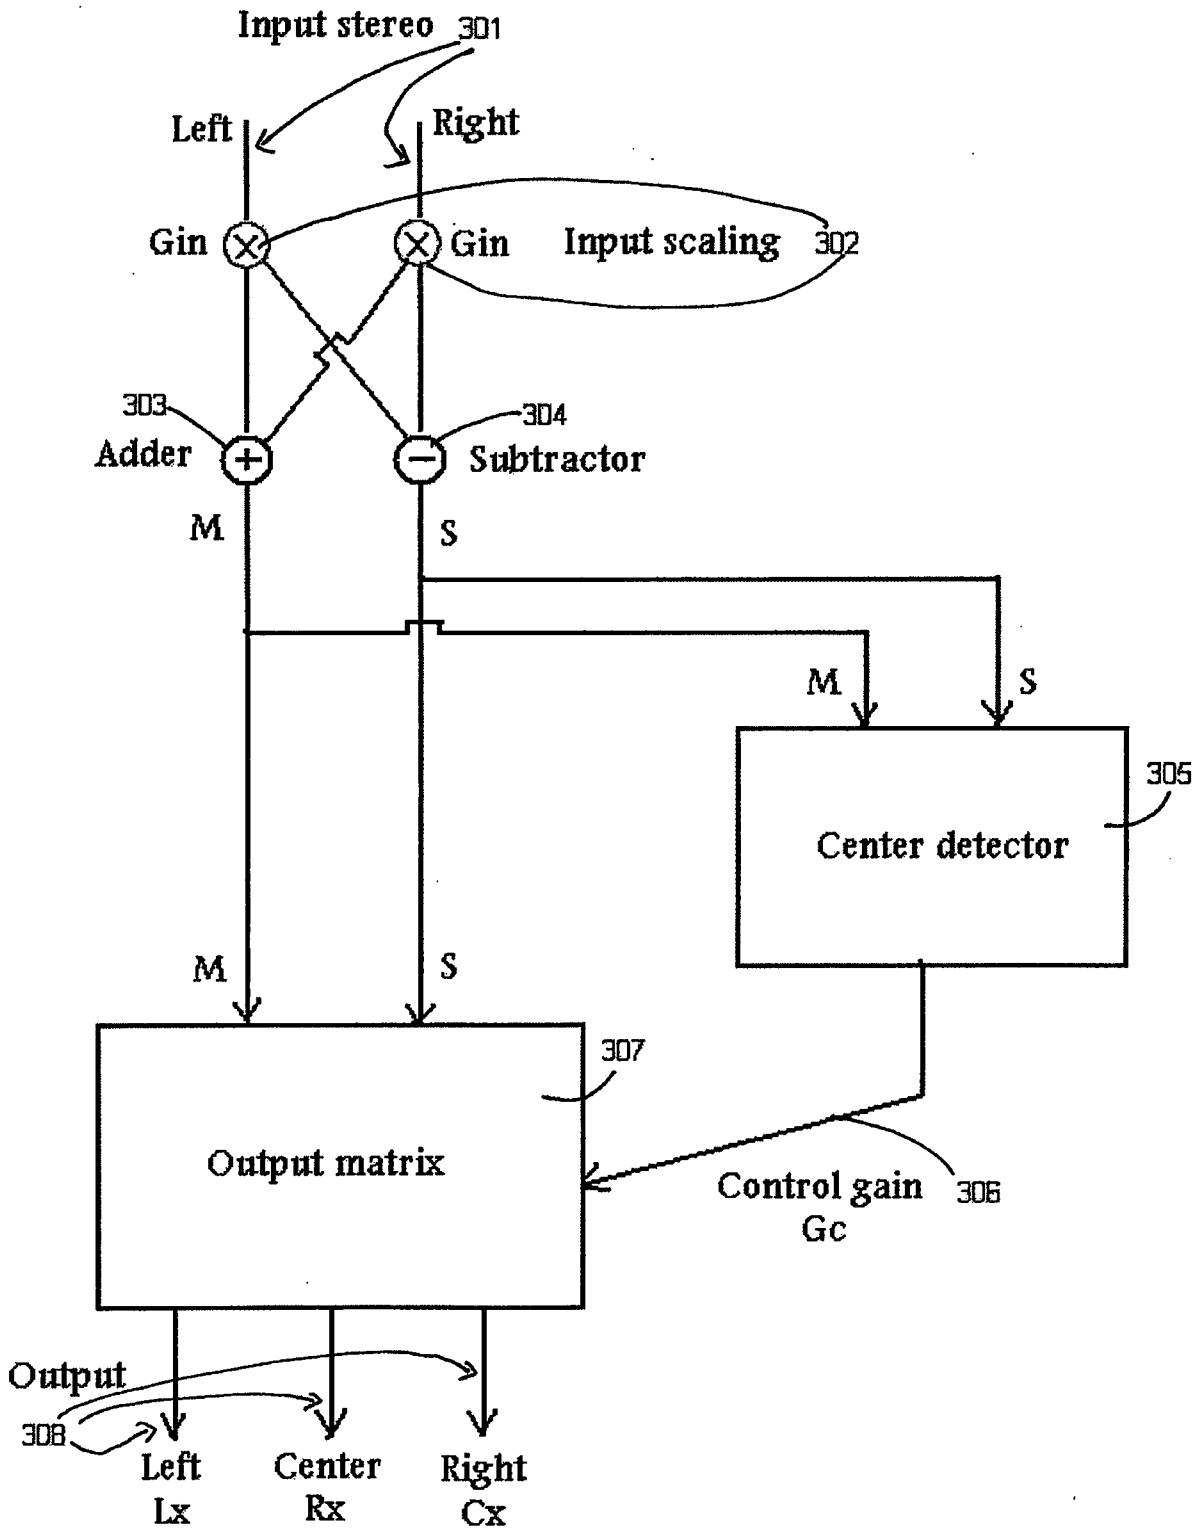 Input stereo 301
Left
Right
Gin
Gin
Input scaling 302
303
304
Adder
+
−
Subtractor
M
S
M
S
305
Center detector
M
S
307
Output matrix
Control gain 306
Gc
Output
308
Left
Center
Right
Lx
Rx
Cx